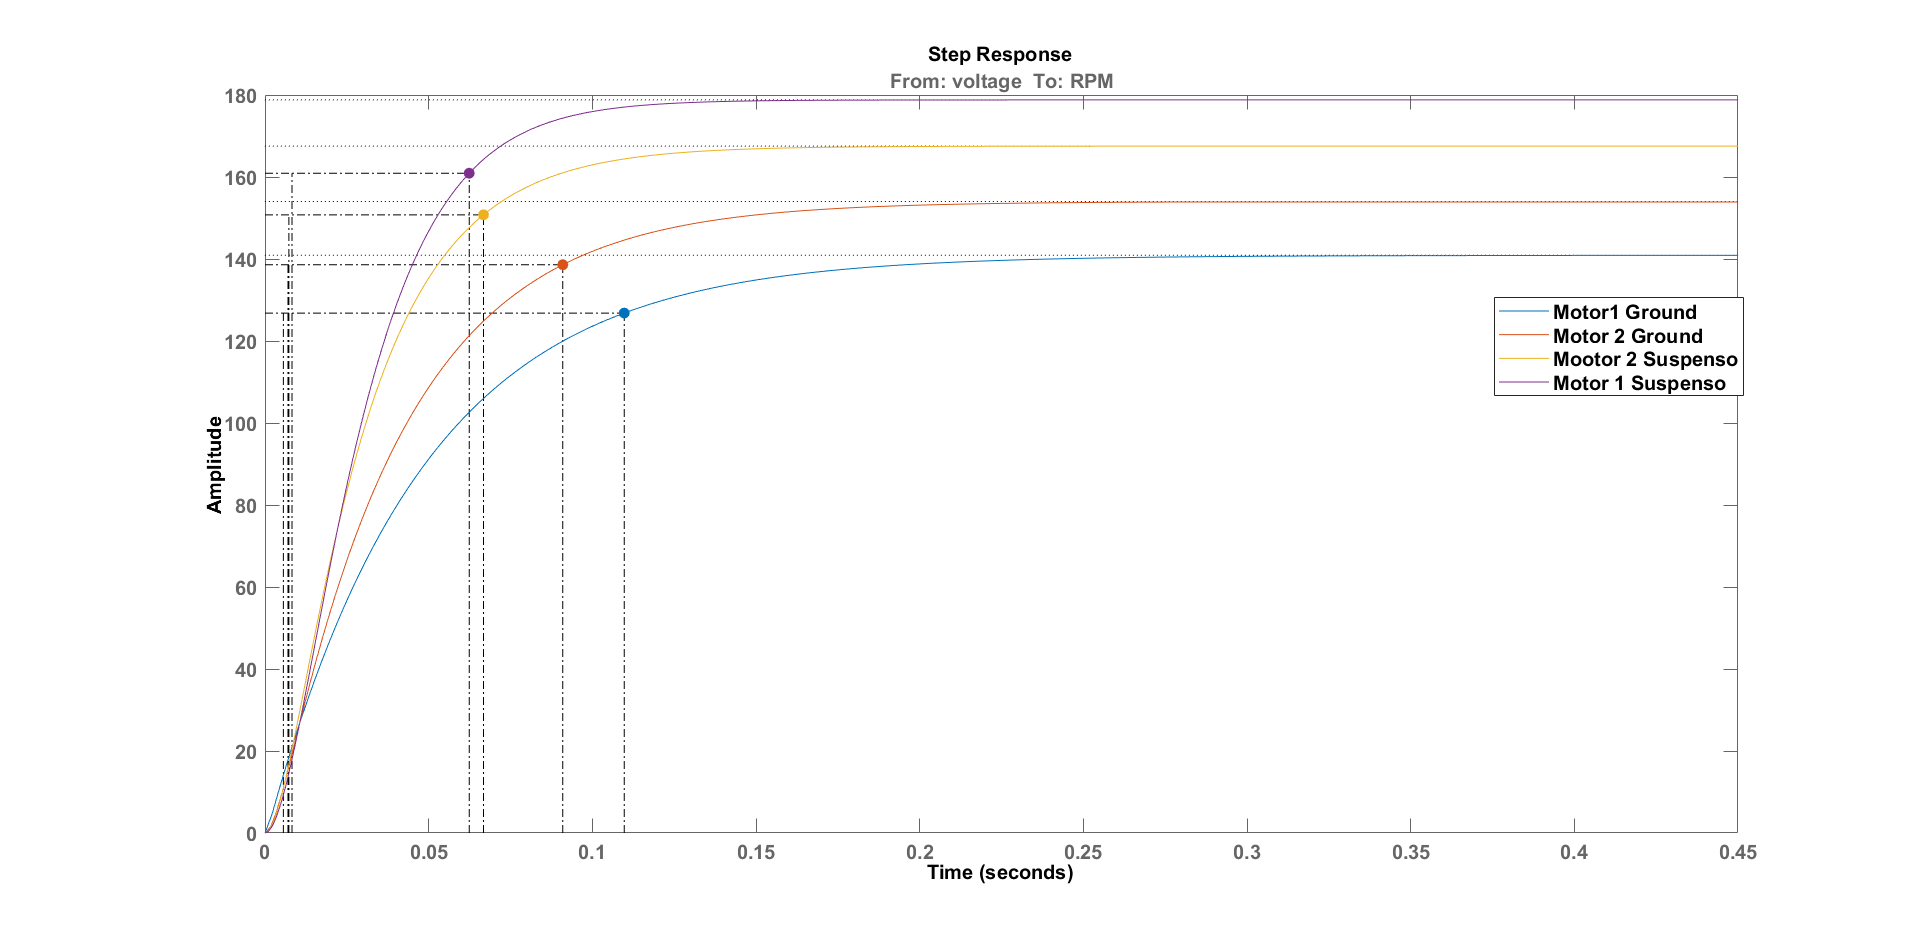 Step Response
From: voltage  To: RPM
180
160
140
120
100
80
60
40
20
0
Amplitude
Motor1 Ground
Motor 2 Ground
Mootor 2 Suspenso
Motor 1 Suspenso
0 0.05 0.1 0.15 0.2 0.25 0.3 0.35 0.4 0.45
Time (seconds)